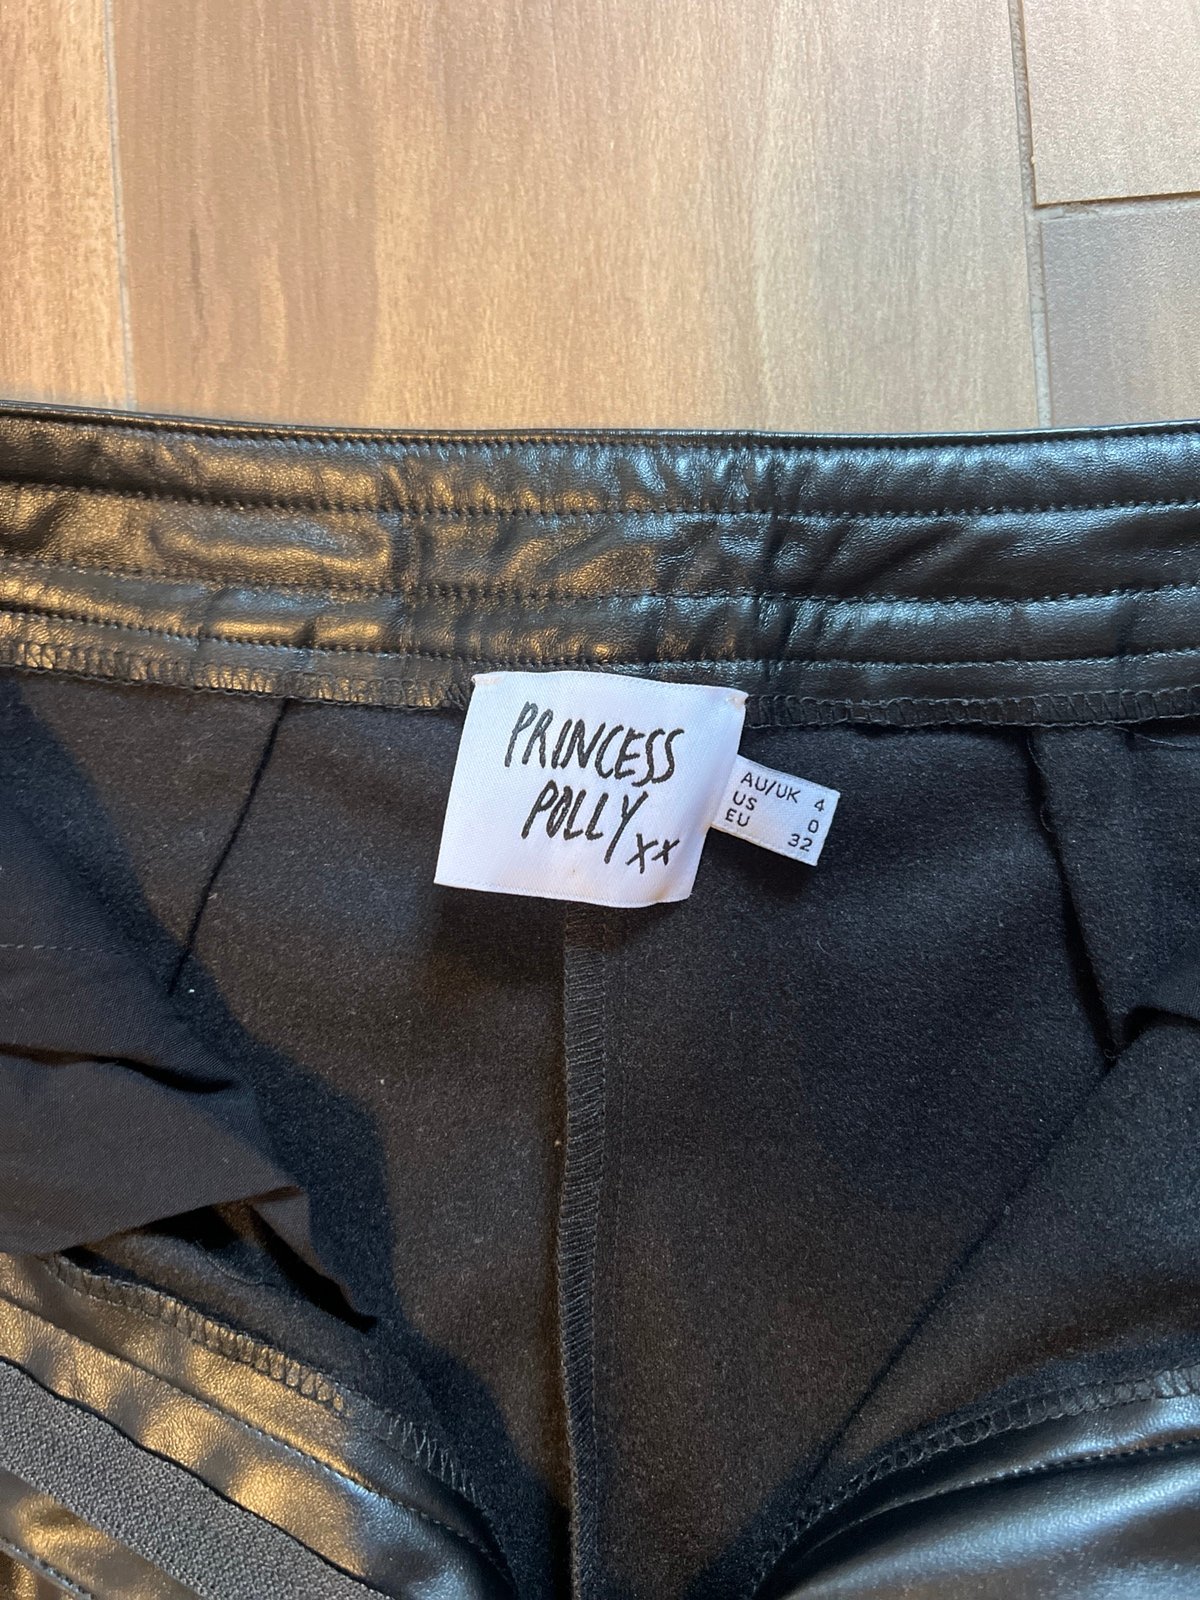 PRINCESS
POLLY xx
AU/UK 4
US 0
EU 32